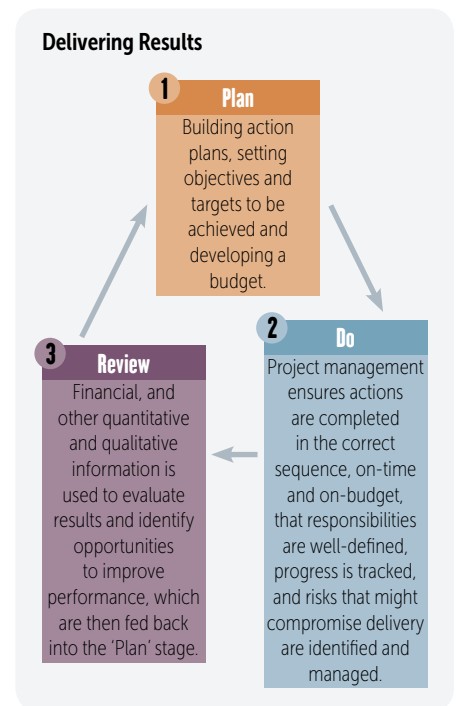 Delivering Results
1
Plan
Building action
plans, setting
objectives and
targets to be
achieved and
developing a
budget.
2
Do
Project management
ensures actions
are completed
in the correct
sequence, on-time
and on-budget,
that responsibilities
are well-defined,
progress is tracked,
and risks that might
compromise delivery
are identified and
managed.
3
Review
Financial, and
other quantitative
and qualitative
information is
used to evaluate
results and identify
opportunities
to improve
performance, which
are then fed back
into the ‘Plan’ stage.